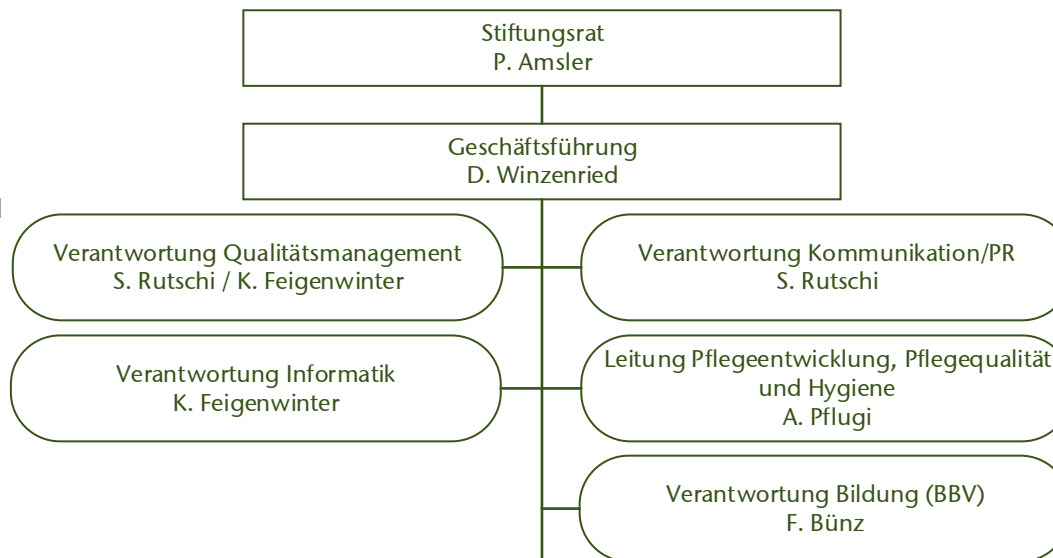 Stiftungsrat
P. Amsler
Geschäftsführung
D. Winzenried
Verantwortung Qualitätsmanagement
S. Rutschi / K. Feigenwinter
Verantwortung Kommunikation/PR
S. Rutschi
Verantwortung Informatik
K. Feigenwinter
Leitung Pflegeentwicklung, Pflegequalität
und Hygiene
A. Pflugi
Verantwortung Bildung (BBV)
F. Bünz